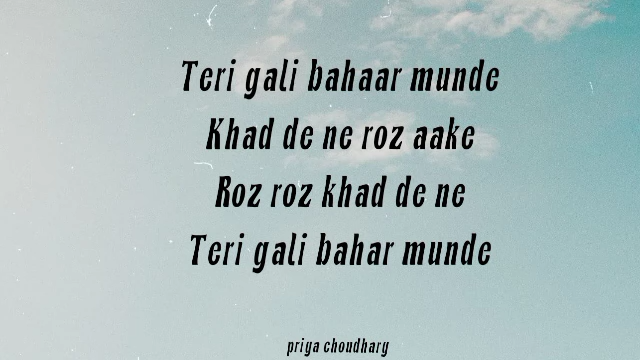 Teri gali bahaar munde
Khad de ne roz aake
Roz roz khad de ne
Teri gali bahar munde
priya choudhary